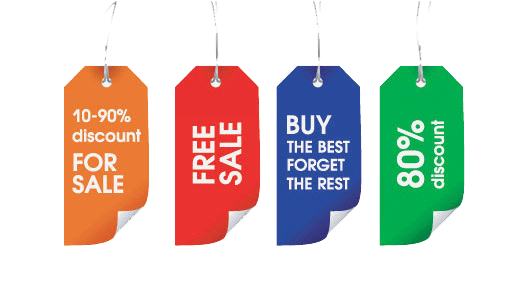 10-90%
discount
FOR
SALE
FREE
SALE
BUY
THE BEST
FORGET
THE REST
80%
discount